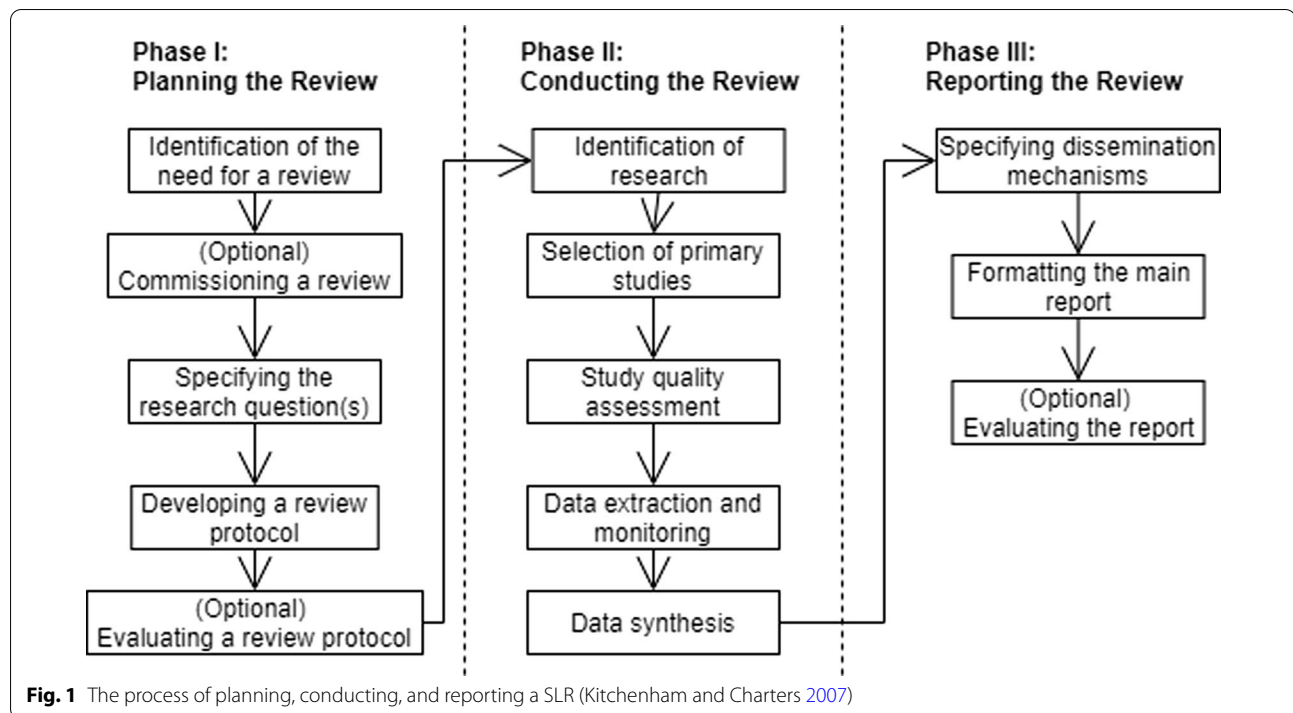 Phase I:
Planning the Review
Identification of the
need for a review
(Optional)
Commissioning a review
Specifying the
research question(s)
Developing a review
protocol
(Optional)
Evaluating a review protocol
Phase II:
Conducting the Review
Identification of
research
Selection of primary
studies
Study quality
assessment
Data extraction and
monitoring
Data synthesis
Phase III:
Reporting the Review
Specifying dissemination
mechanisms
Formatting the main
report
(Optional)
Evaluating the report
Fig. 1 The process of planning, conducting, and reporting a SLR (Kitchenham and Charters 2007)